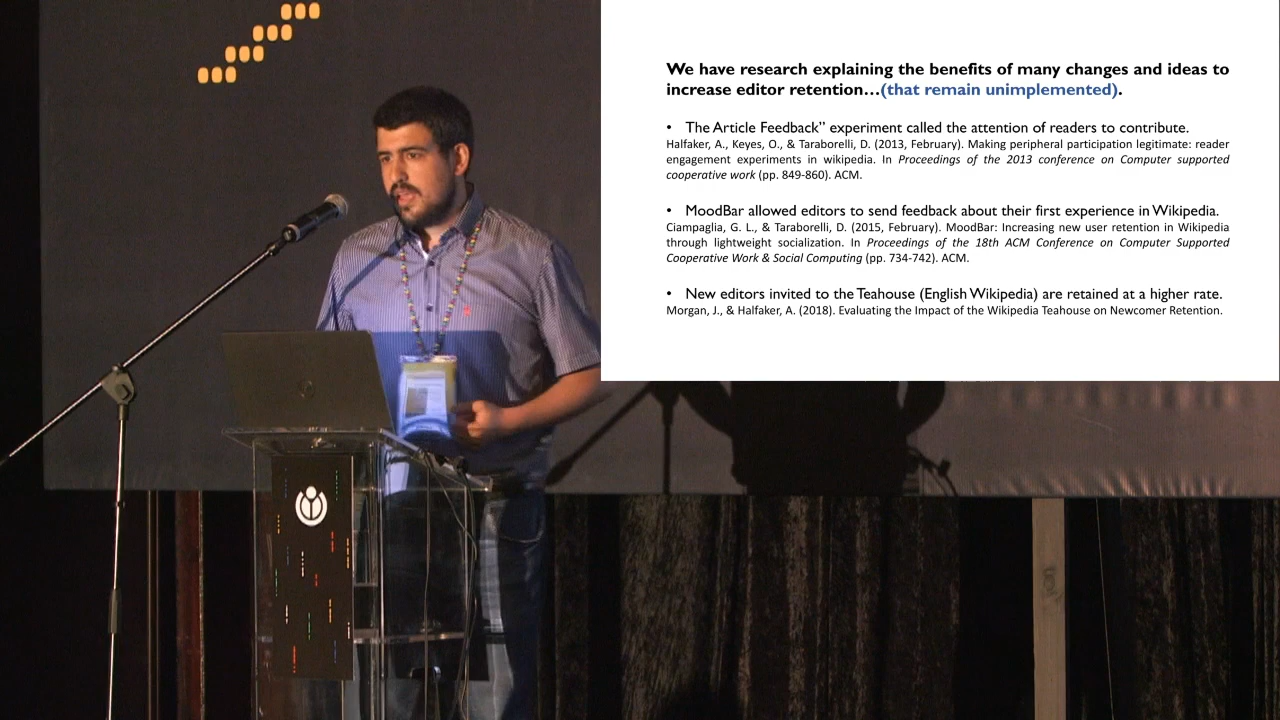 We have research explaining the benefits of many changes and ideas to
increase editor retention…(that remain unimplemented).
• The Article Feedback” experiment called the attention of readers to contribute.
Halfaker, A., Keyes, O., & Taraborelli, D. (2013, February). Making peripheral participation legitimate: reader
engagement experiments in wikipedia. In Proceedings of the 2013 conference on Computer supported
cooperative work (pp. 849-860). ACM.
• MoodBar allowed editors to send feedback about their first experience in Wikipedia.
Ciampaglia, G. L., & Taraborelli, D. (2015, February). MoodBar: Increasing new user retention in Wikipedia
through lightweight socialization. In Proceedings of the 18th ACM Conference on Computer Supported
Cooperative Work & Social Computing (pp. 734-742). ACM.
• New editors invited to the Teahouse (English Wikipedia) are retained at a higher rate.
Morgan, J., & Halfaker, A. (2018). Evaluating the Impact of the Wikipedia Teahouse on Newcomer Retention.